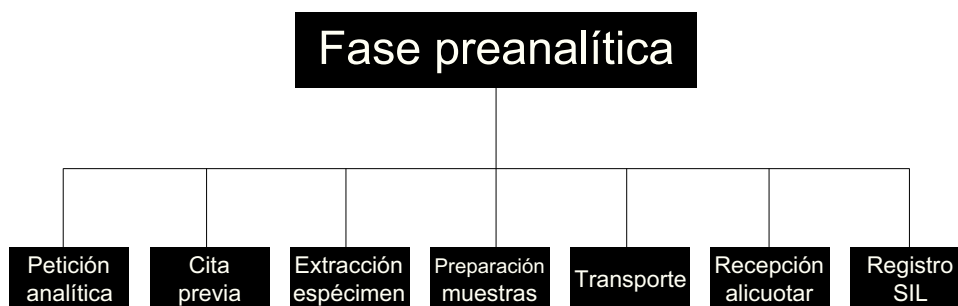 Fase preanalítica
Petición
analítica
Cita
previa
Extracción
espécimen
Preparación
muestras
Transporte
Recepción
alicuotar
Registro
SIL